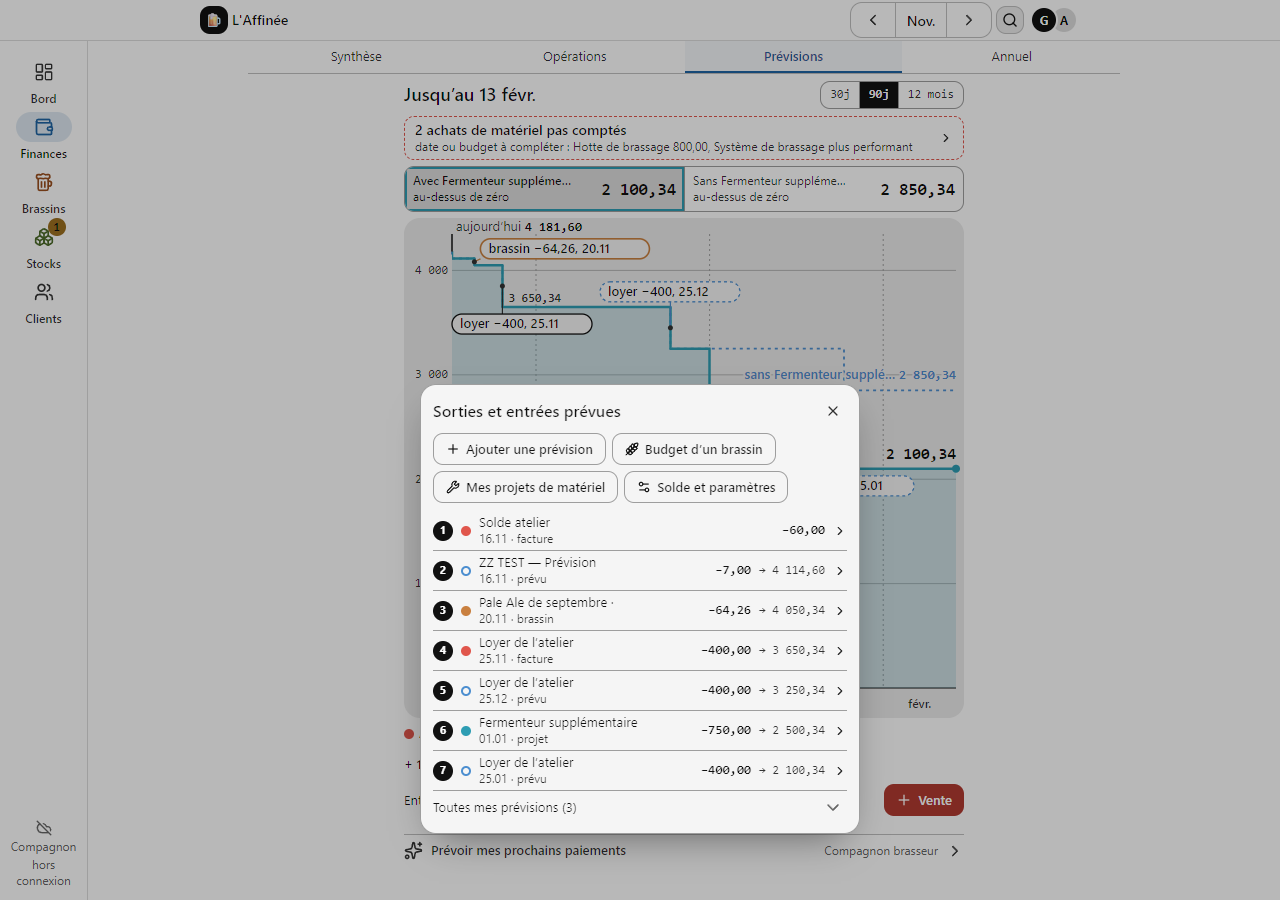 L'Affinée
Nov.
G
A
Synthèse
Opérations
Prévisions
Annuel
Bord
Finances
Brassins
1
Stocks
Clients
Compagnon
hors
connexion
Jusqu'au 13 févr.
30j
90j
12 mois
2 achats de matériel pas comptés
date ou budget à compléter : Hotte de brassage 800,00, Système de brassage plus performant
Avec Fermenteur suppléme...
au-dessus de zéro
2 100,34
Sans Fermenteur suppléme...
au-dessus de zéro
2 850,34
aujourd'hui 4 181,60
brassin −64,26, 20.11
4 000
loyer −400, 25.12
3 650,34
loyer −400, 25.11
3 000
sans Fermenteur supplé... 2 850,34
2 100,34
5.01
févr.
Sorties et entrées prévues
Ajouter une prévision
Budget d'un brassin
Mes projets de matériel
Solde et paramètres
1
Solde atelier
16.11 · facture
−60,00
2
ZZ TEST — Prévision
16.11 · prévu
−7,00 → 4 114,60
3
Pale Ale de septembre ·
20.11 · brassin
−64,26 → 4 050,34
4
Loyer de l'atelier
25.11 · facture
−400,00 → 3 650,34
5
Loyer de l'atelier
25.12 · prévu
−400,00 → 3 250,34
6
Fermenteur supplémentaire
01.01 · projet
−750,00 → 2 500,34
7
Loyer de l'atelier
25.01 · prévu
−400,00 → 2 100,34
Toutes mes prévisions (3)
Vente
Prévoir mes prochains paiements
Compagnon brasseur